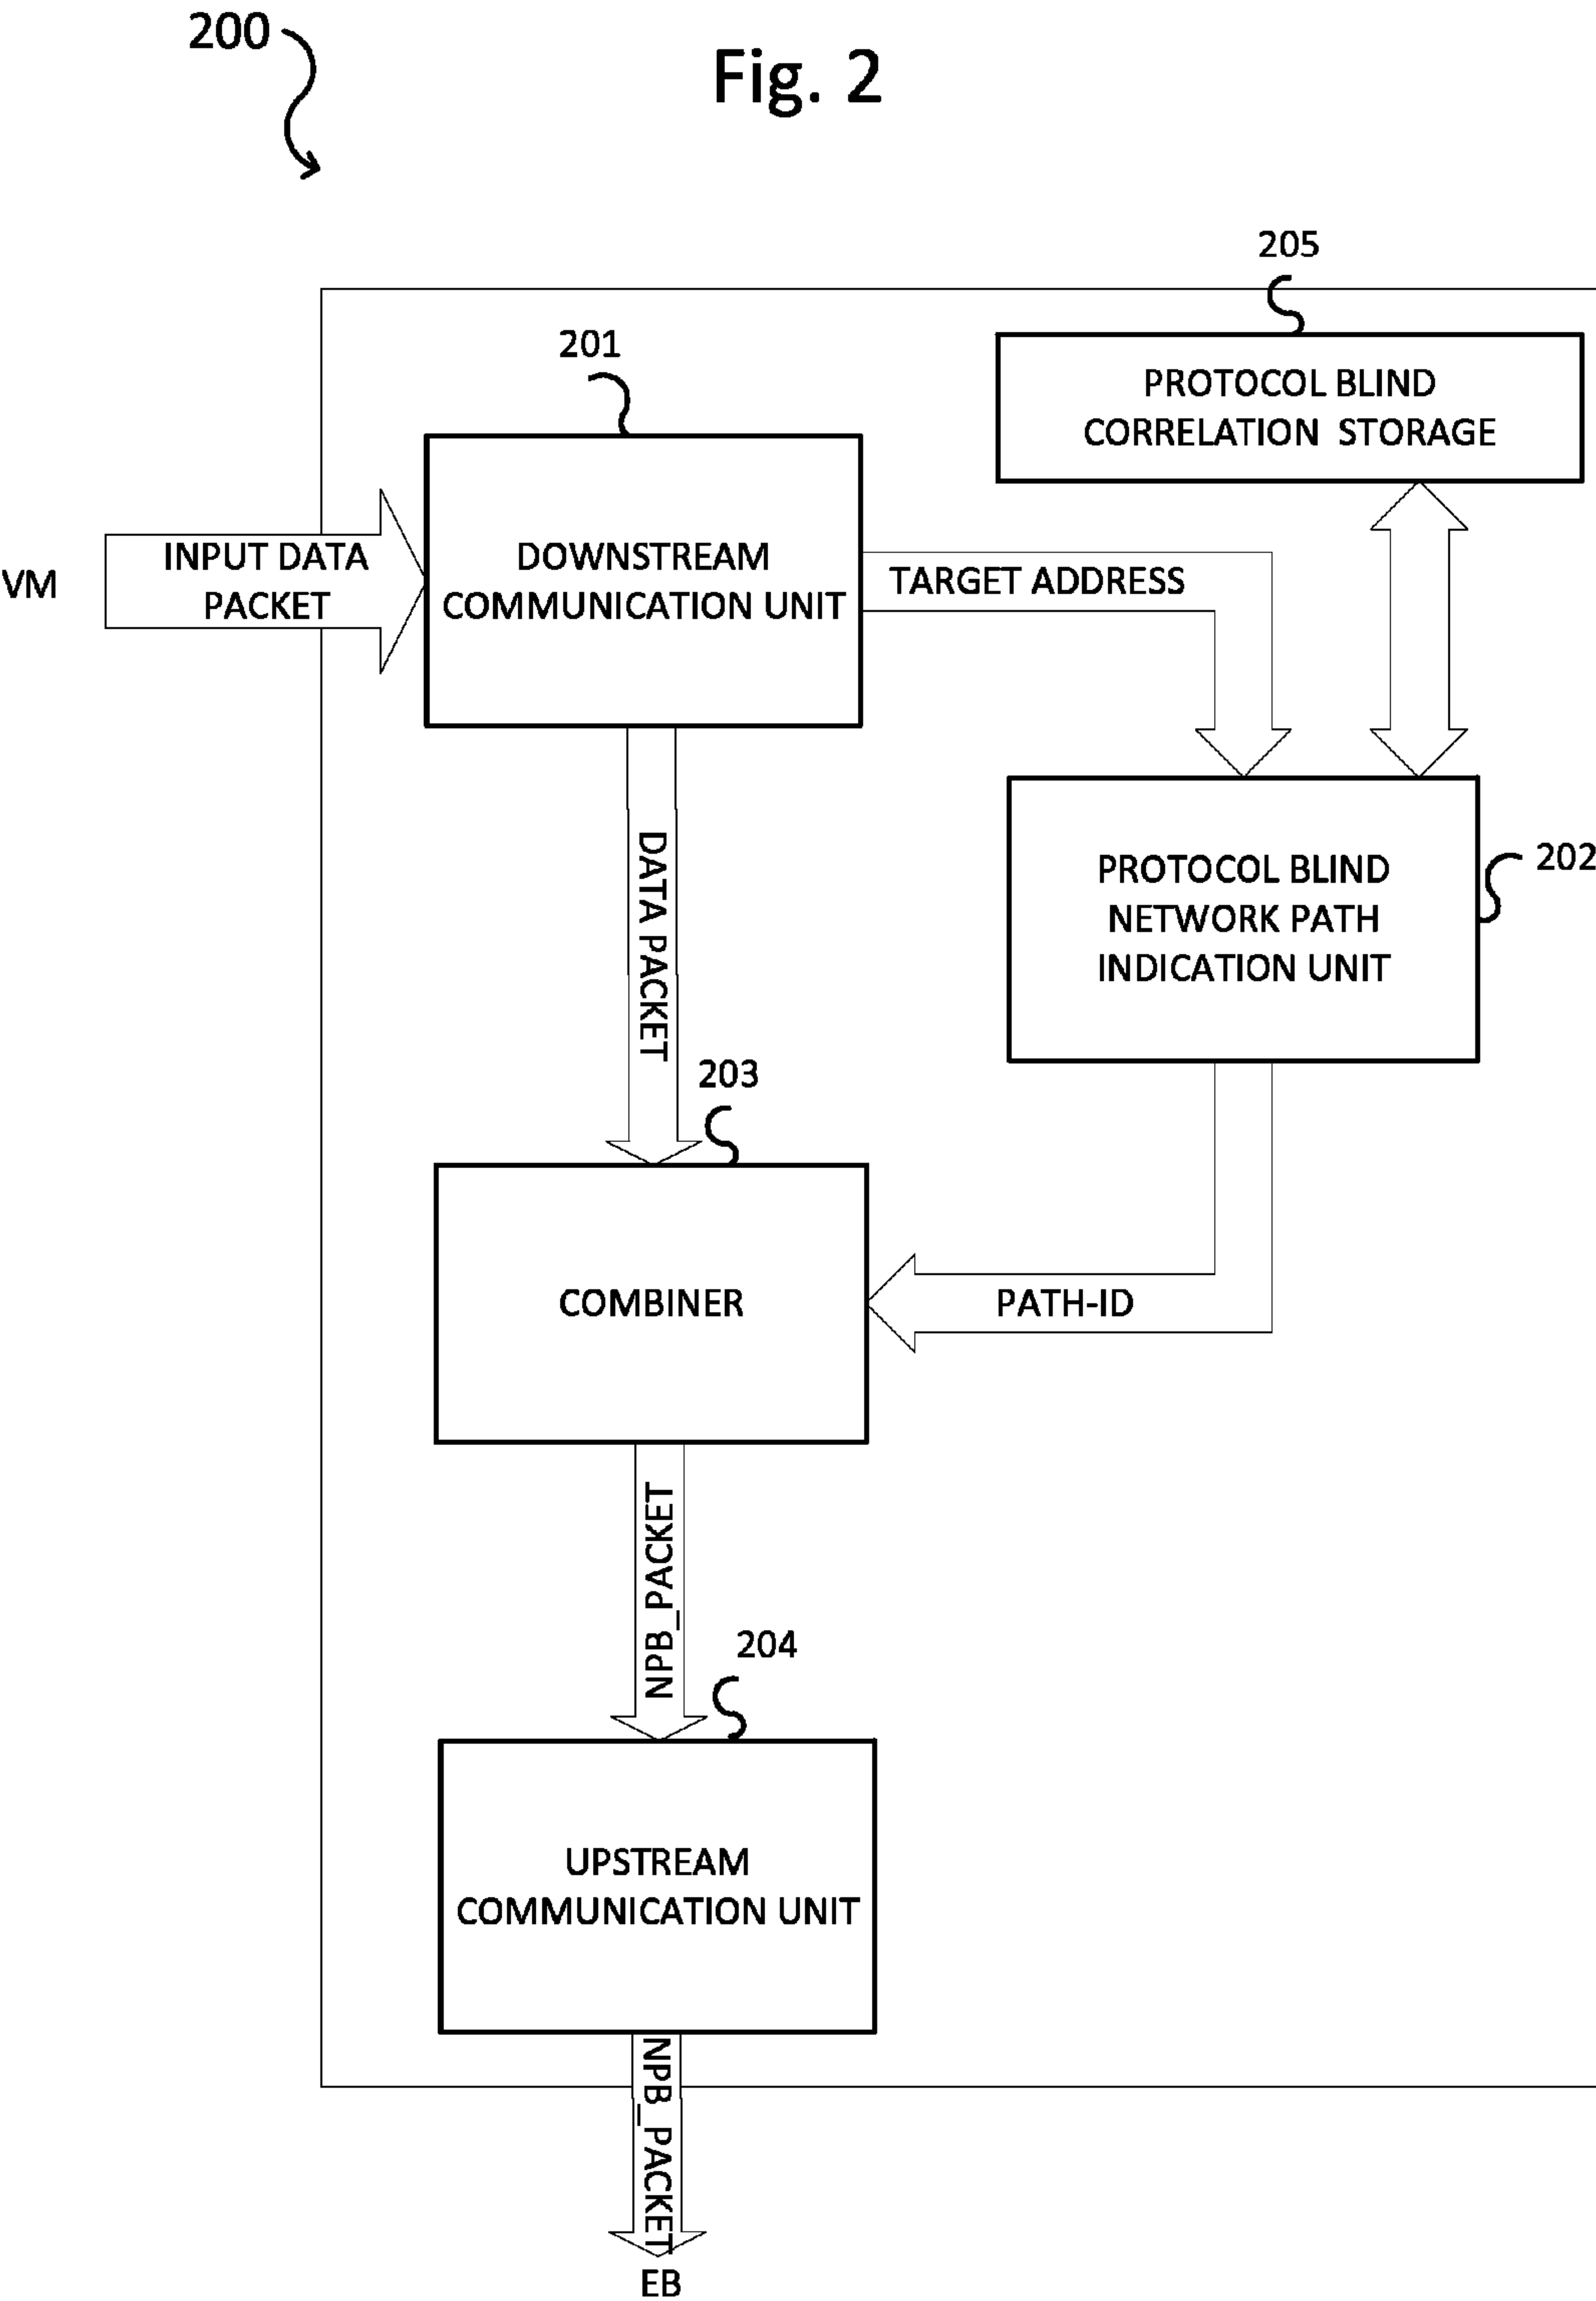 200
Fig. 2
205
PROTOCOL BLIND
CORRELATION STORAGE
201
VM
INPUT DATA
PACKET
DOWNSTREAM
COMMUNICATION UNIT
TARGET ADDRESS
DATA PACKET
PROTOCOL BLIND
NETWORK PATH
INDICATION UNIT
202
203
COMBINER
PATH-ID
NPB_PACKET
204
UPSTREAM
COMMUNICATION UNIT
NPB_PACKET
EB